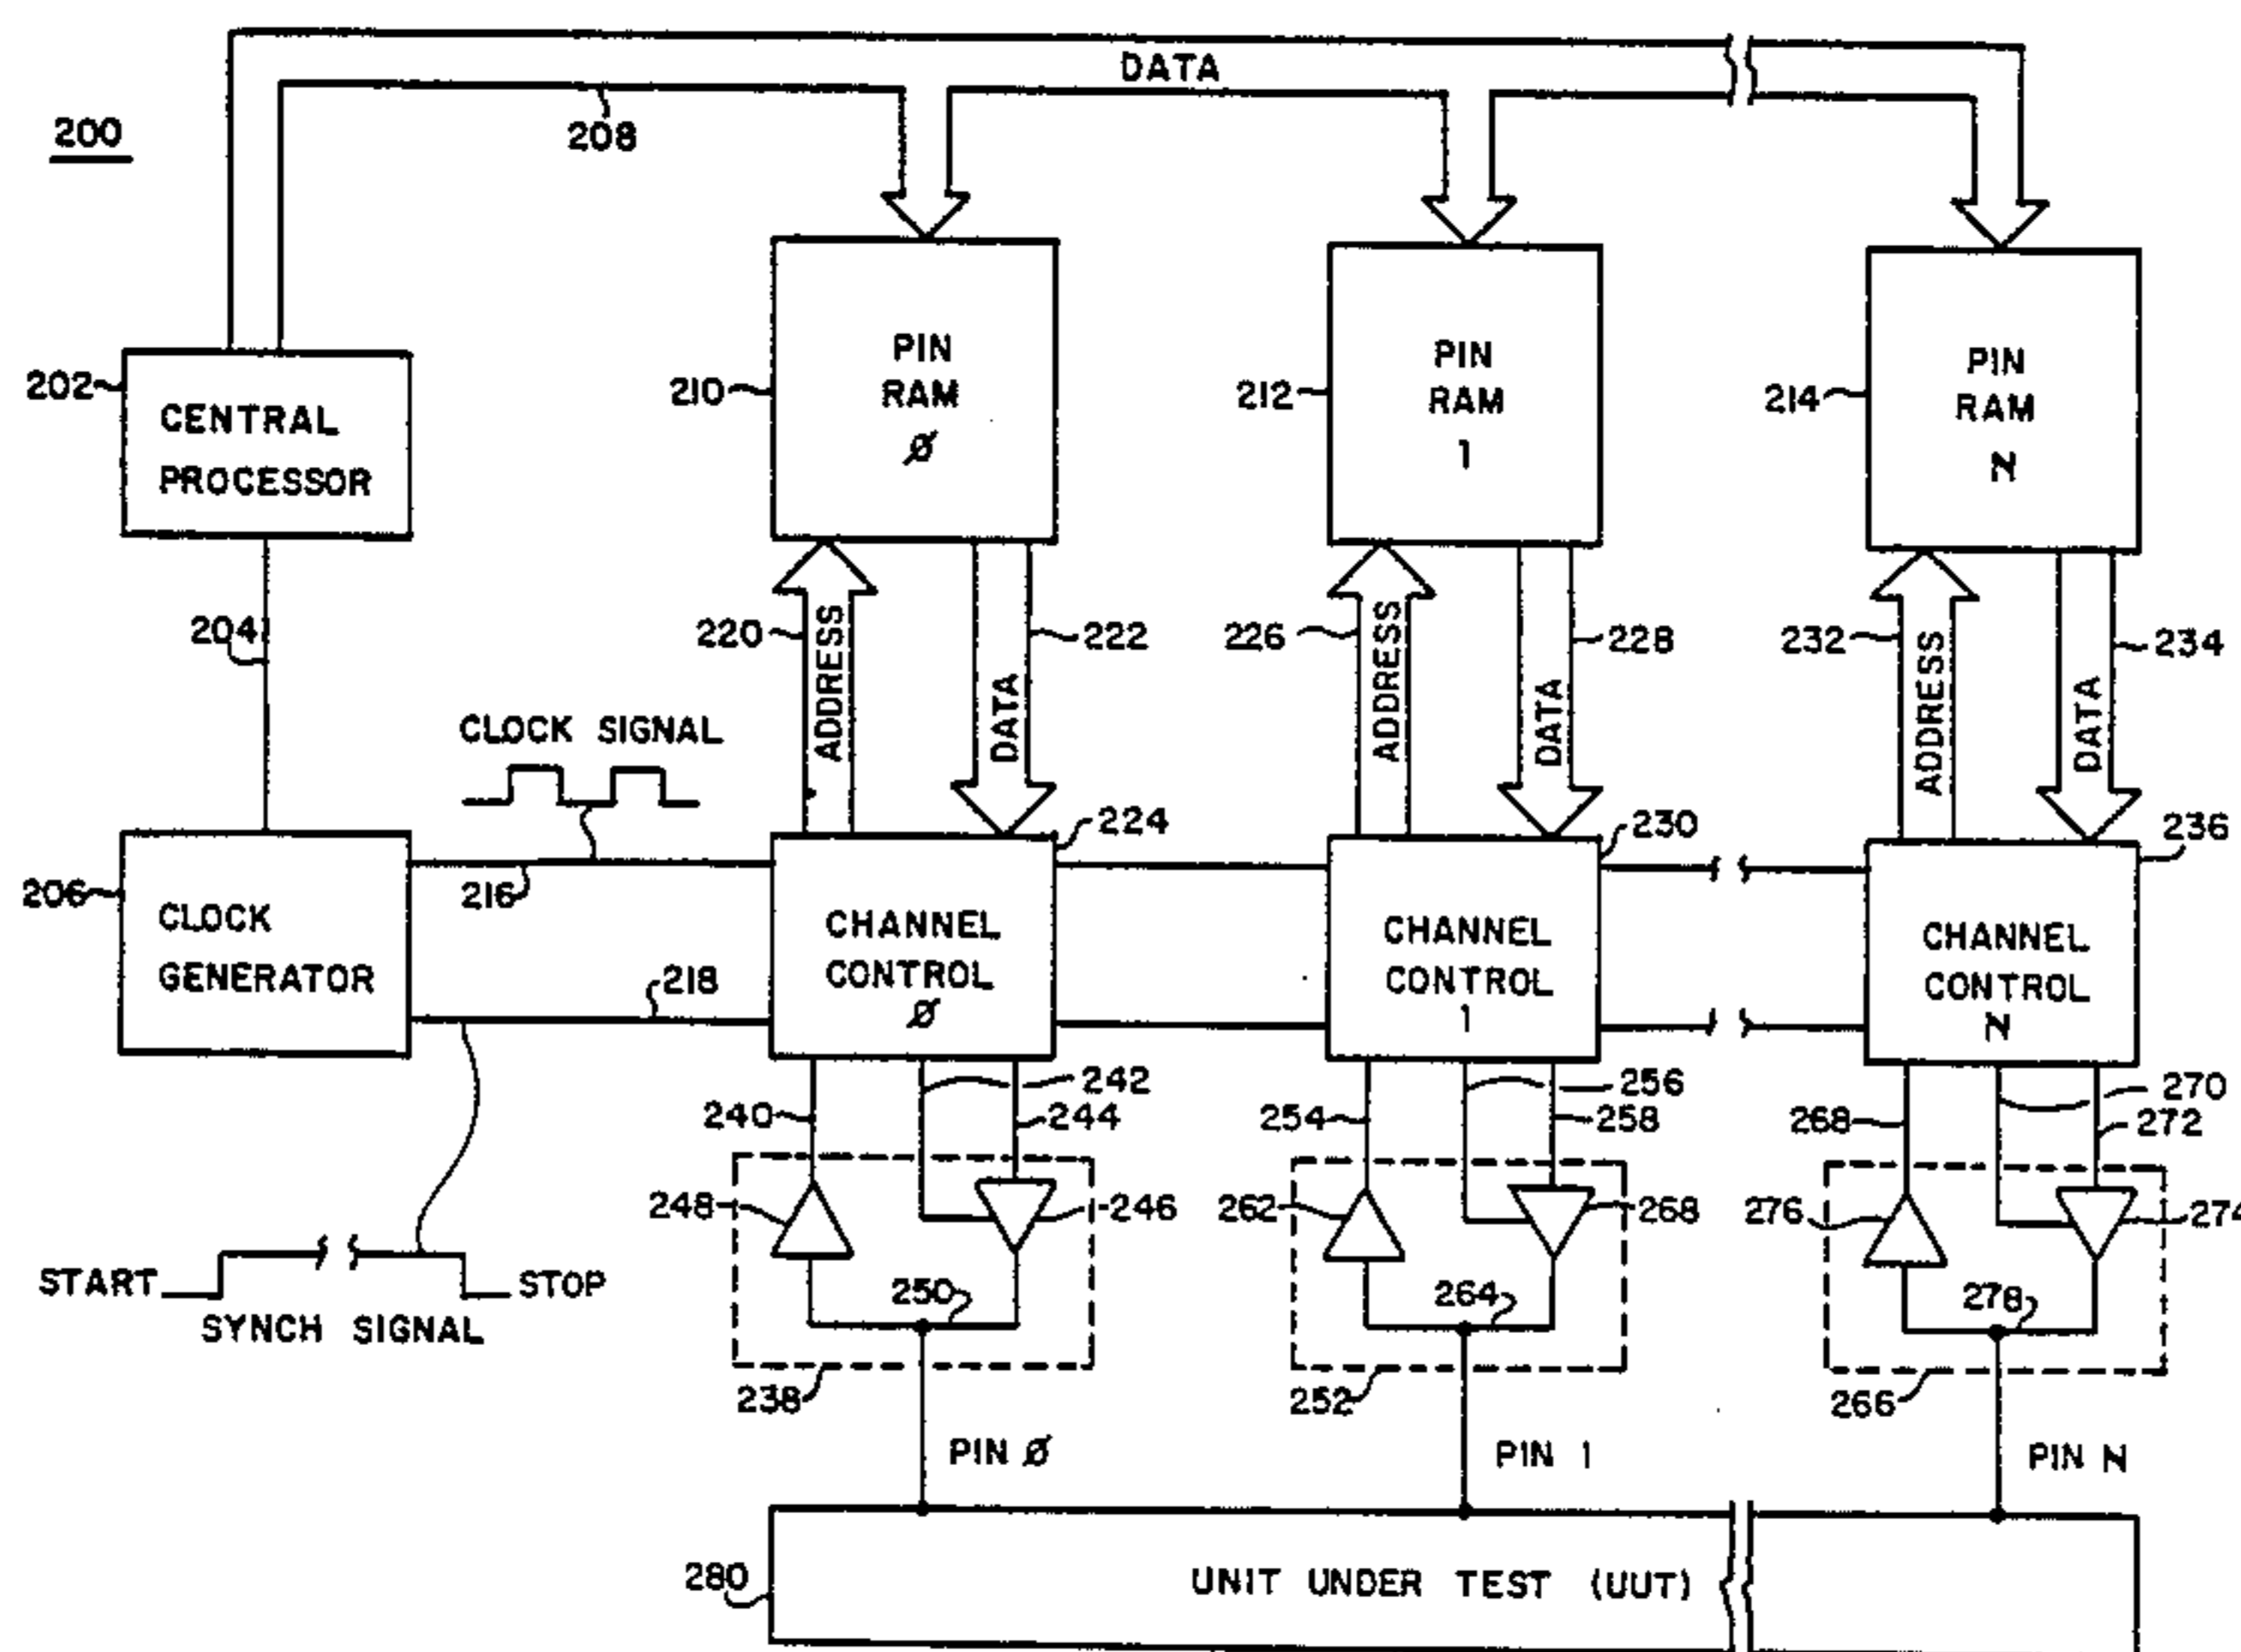 DATA
200
208
202
CENTRAL
PROCESSOR
210
PIN
RAM
Ø
212
PIN
RAM
1
214
PIN
RAM
N
204
220
ADDRESS
222
DATA
226
ADDRESS
228
DATA
232
ADDRESS
234
DATA
CLOCK SIGNAL
224
230
236
206
CLOCK
GENERATOR
216
218
CHANNEL
CONTROL
Ø
CHANNEL
CONTROL
1
CHANNEL
CONTROL
N
240
242
244
254
256
258
268
270
272
248
246
262
268
276
274
START
STOP
SYNCH SIGNAL
250
264
278
238
252
266
PIN Ø
PIN 1
PIN N
280
UNIT UNDER TEST (UUT)